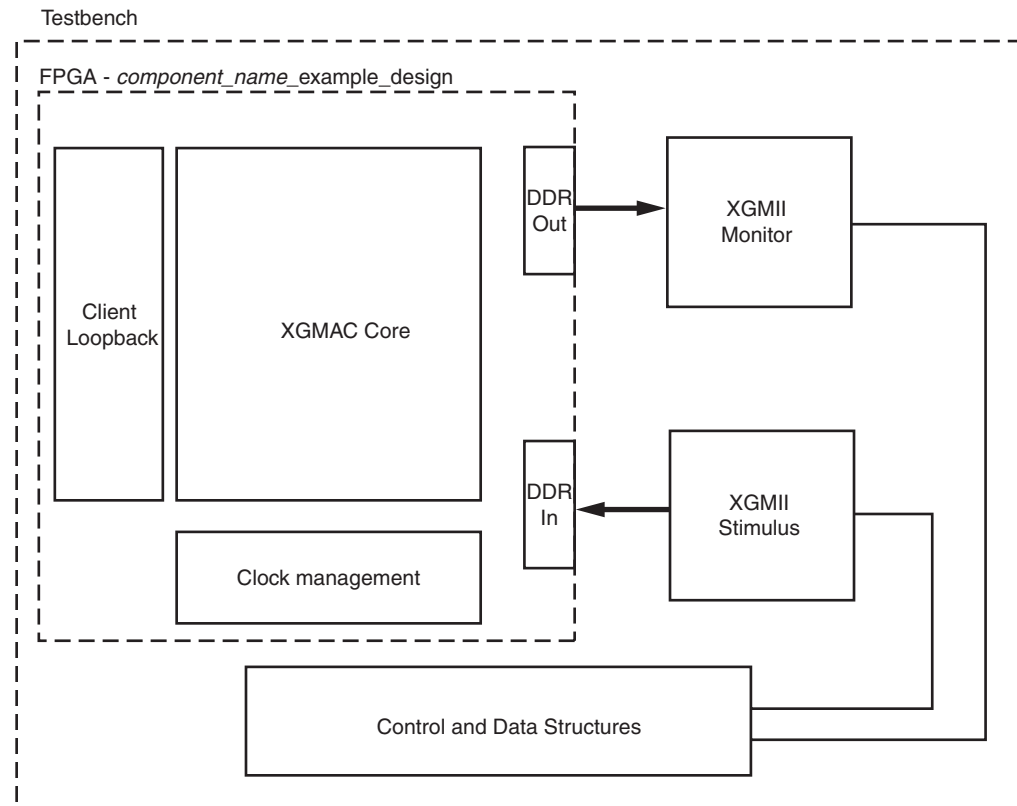 Testbench
FPGA - component_name_example_design
DDR
Out
XGMII
Monitor
Client
Loopback
XGMAC Core
DDR
In
XGMII
Stimulus
Clock management
Control and Data Structures